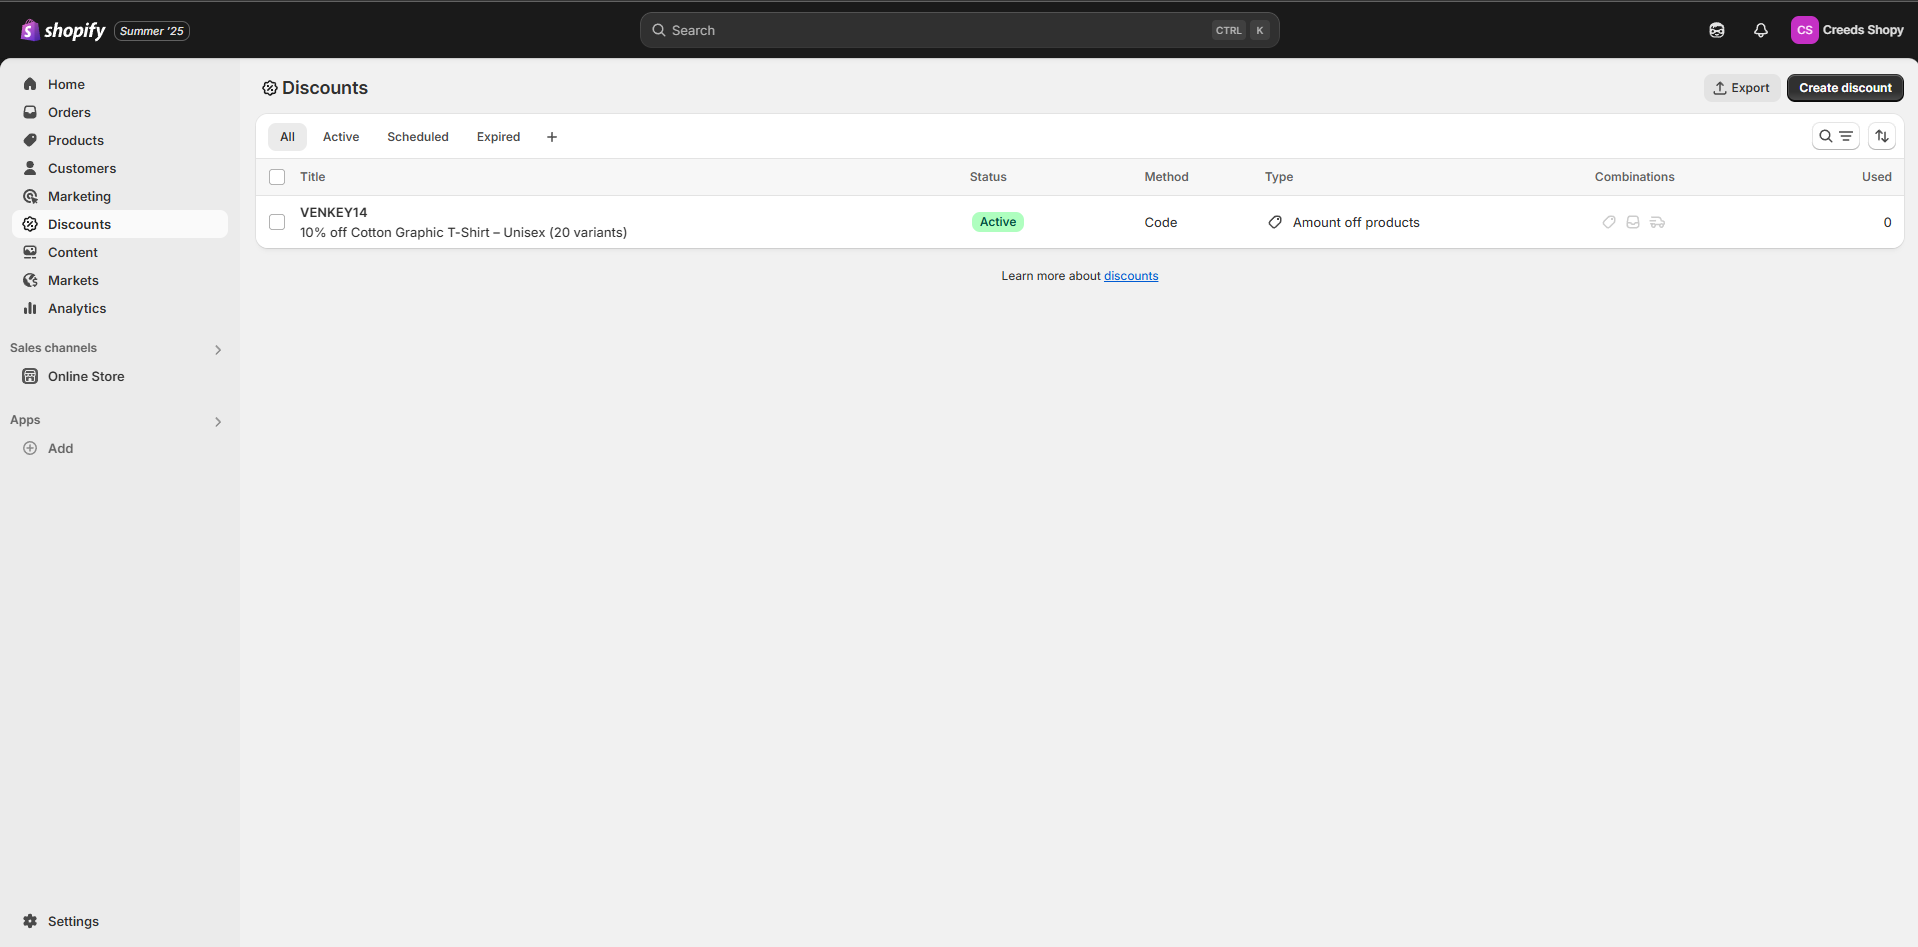 shopify Summer '25
Search CTRL K
CS Creeds Shopy
Home
Orders
Products
Customers
Marketing
Discounts
Content
Markets
Analytics
Sales channels
Online Store
Apps
Add
Settings
Discounts
Export Create discount
All Active Scheduled Expired +
Title Status Method Type Combinations Used
VENKEY14
10% off Cotton Graphic T-Shirt – Unisex (20 variants)
Active Code Amount off products 0
Learn more about discounts